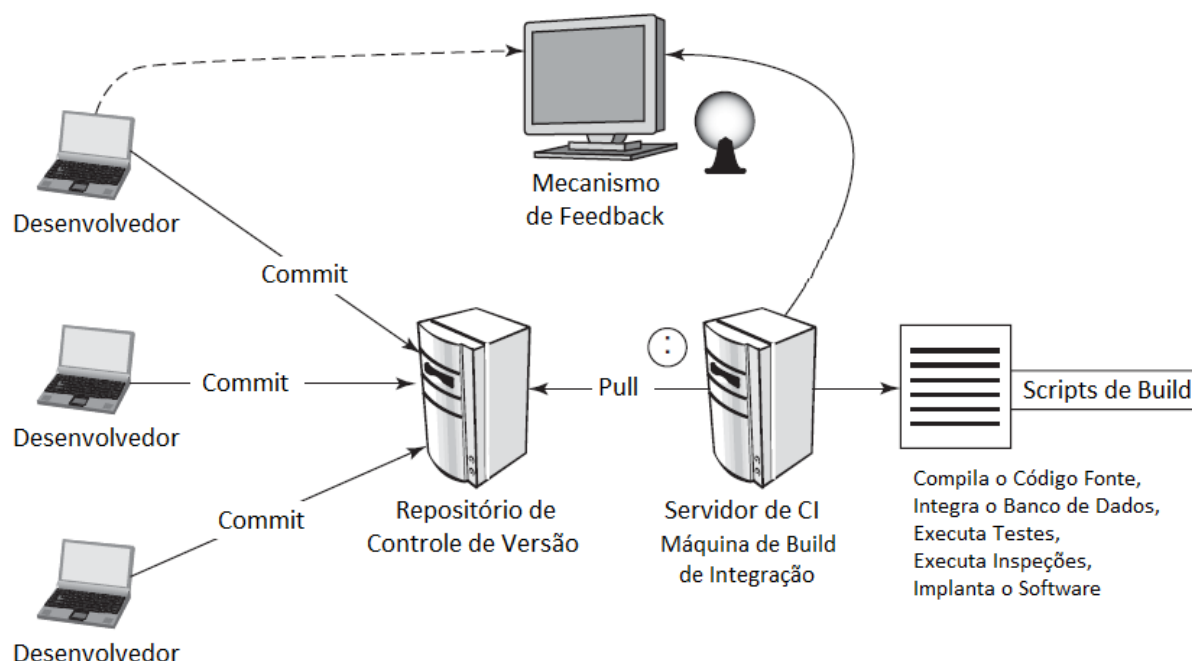 Mecanismo
de Feedback
Desenvolvedor
Commit
Desenvolvedor
Commit
Pull
Scripts de Build
Commit
Desenvolvedor
Repositório de
Controle de Versão
Servidor de CI
Máquina de Build
de Integração
Compila o Código Fonte,
Integra o Banco de Dados,
Executa Testes,
Executa Inspeções,
Implanta o Software